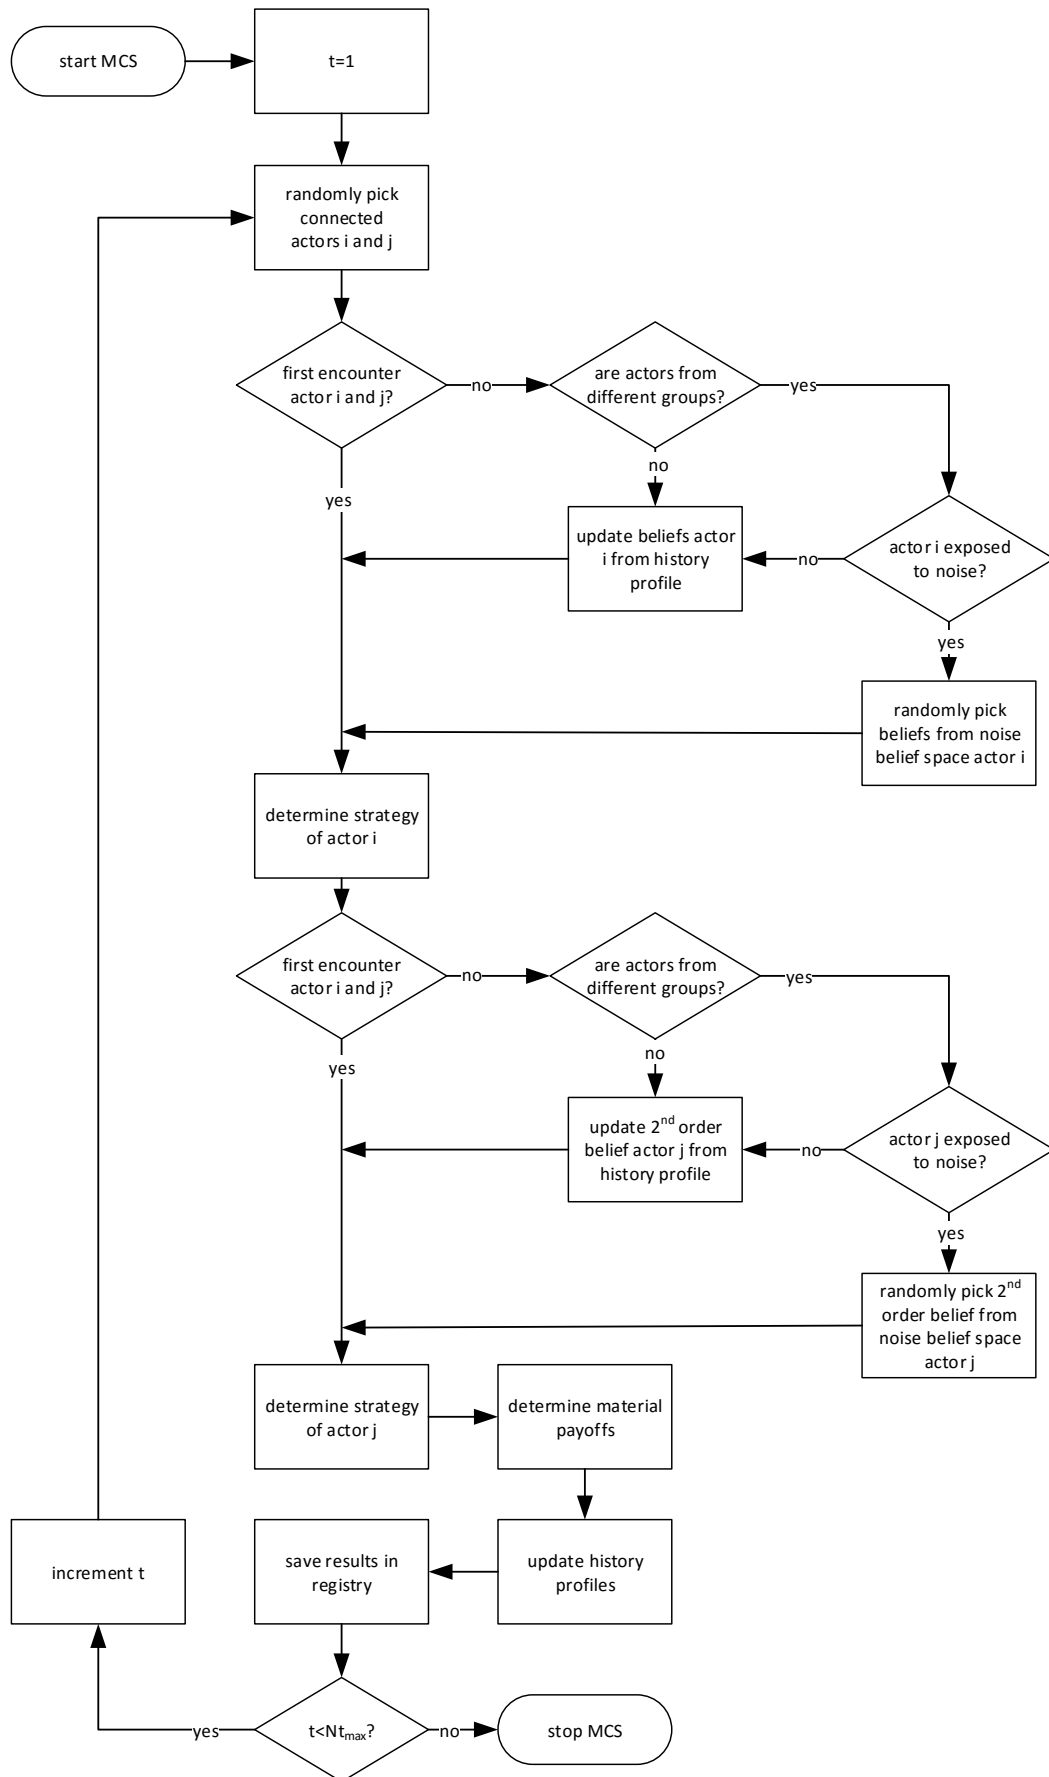 start MCS
t=1
randomly pick
connected
actors i and j
first encounter
actor i and j?
no
are actors from
different groups?
yes
no
yes
update beliefs actor
i from history
profile
no
actor i exposed
to noise?
yes
randomly pick
beliefs from noise
belief space actor i
determine strategy
of actor i
first encounter
actor i and j?
no
are actors from
different groups?
yes
no
yes
update 2nd order
belief actor j from
history profile
no
actor j exposed
to noise?
yes
randomly pick 2nd
order belief from
noise belief space
actor j
determine strategy
of actor j
determine material
payoffs
increment t
save results in
registry
update history
profiles
yes
t<Ntmax?
no
stop MCS